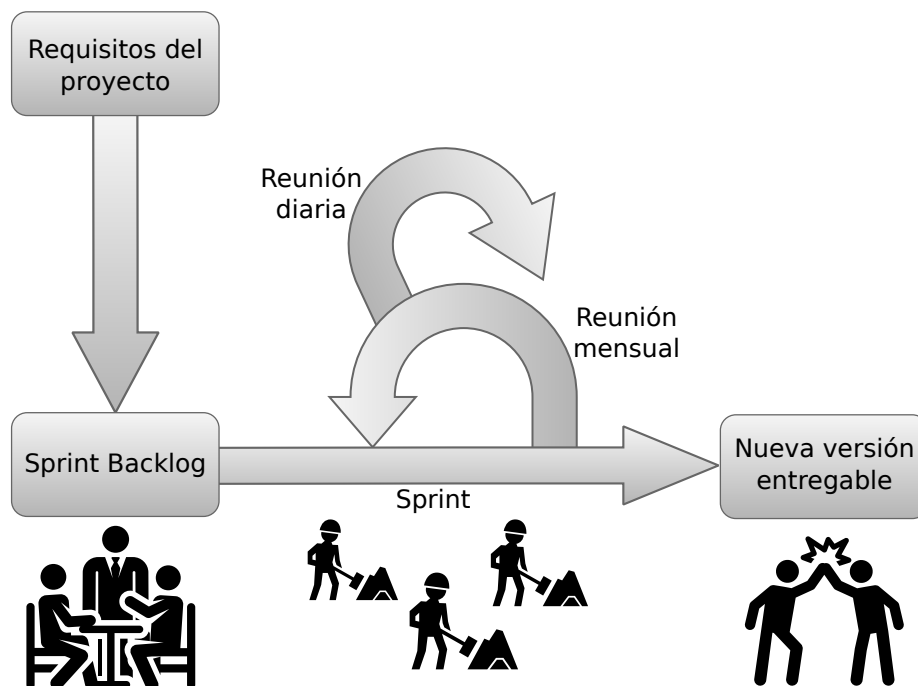 Requisitos del
proyecto
Reunión
diaria
Reunión
mensual
Sprint Backlog
Sprint
Nueva versión
entregable